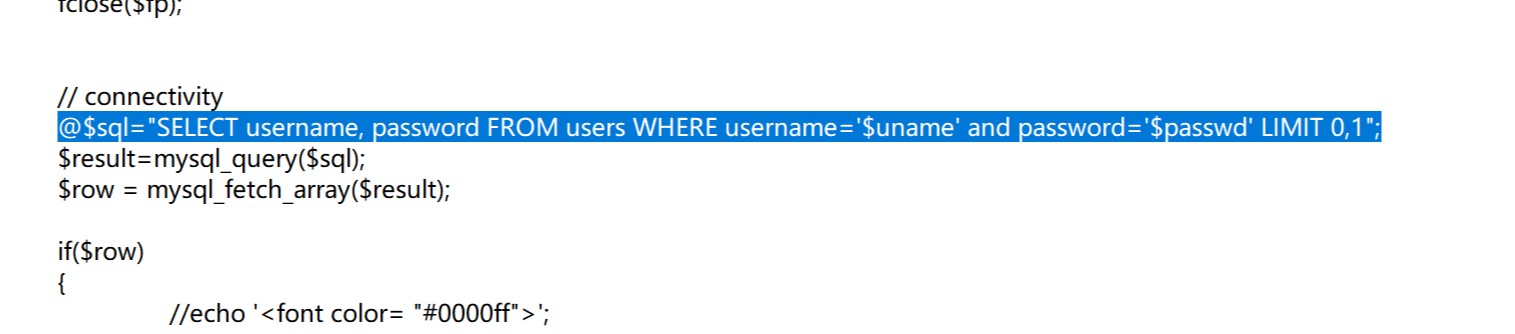 fclose($fp);
// connectivity
@$sql="SELECT username, password FROM users WHERE username='$uname' and password='$passwd' LIMIT 0,1";
$result=mysql_query($sql);
$row = mysql_fetch_array($result);
if($row)
{
//echo '<font color= "#0000ff">';